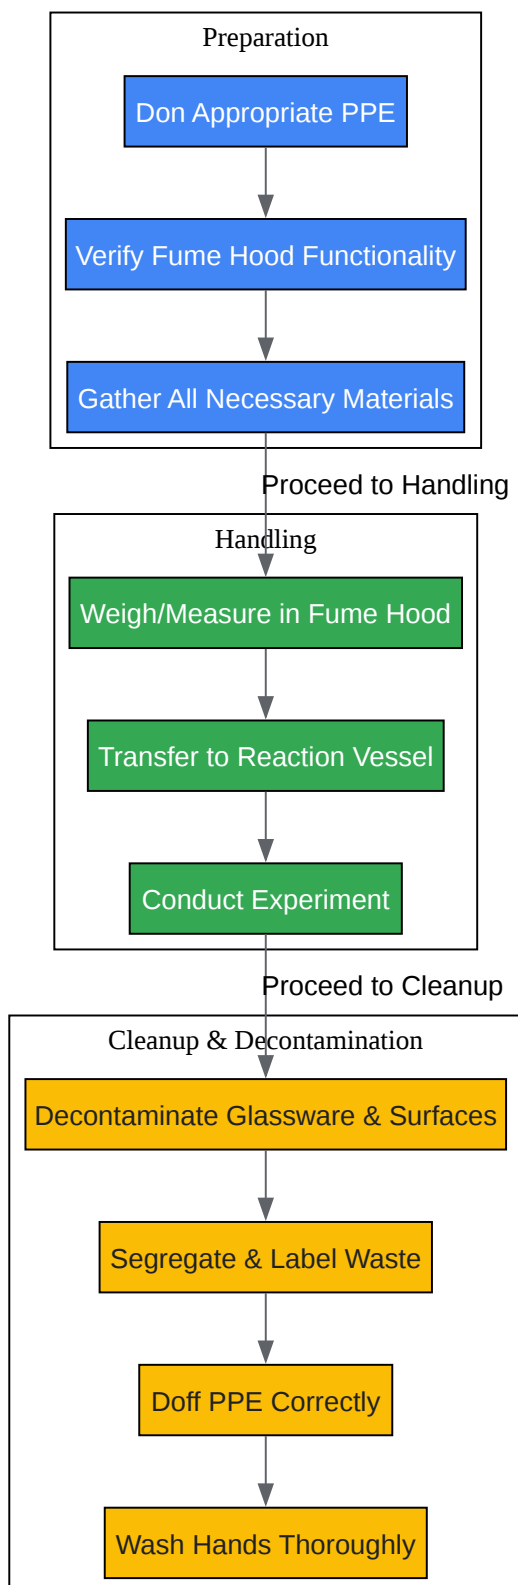 Preparation
Don Appropriate PPE
Verify Fume Hood Functionality
Gather All Necessary Materials
Proceed to Handling
Handling
Weigh/Measure in Fume Hood
Transfer to Reaction Vessel
Conduct Experiment
Proceed to Cleanup
Cleanup & Decontamination
Decontaminate Glassware & Surfaces
Segregate & Label Waste
Doff PPE Correctly
Wash Hands Thoroughly